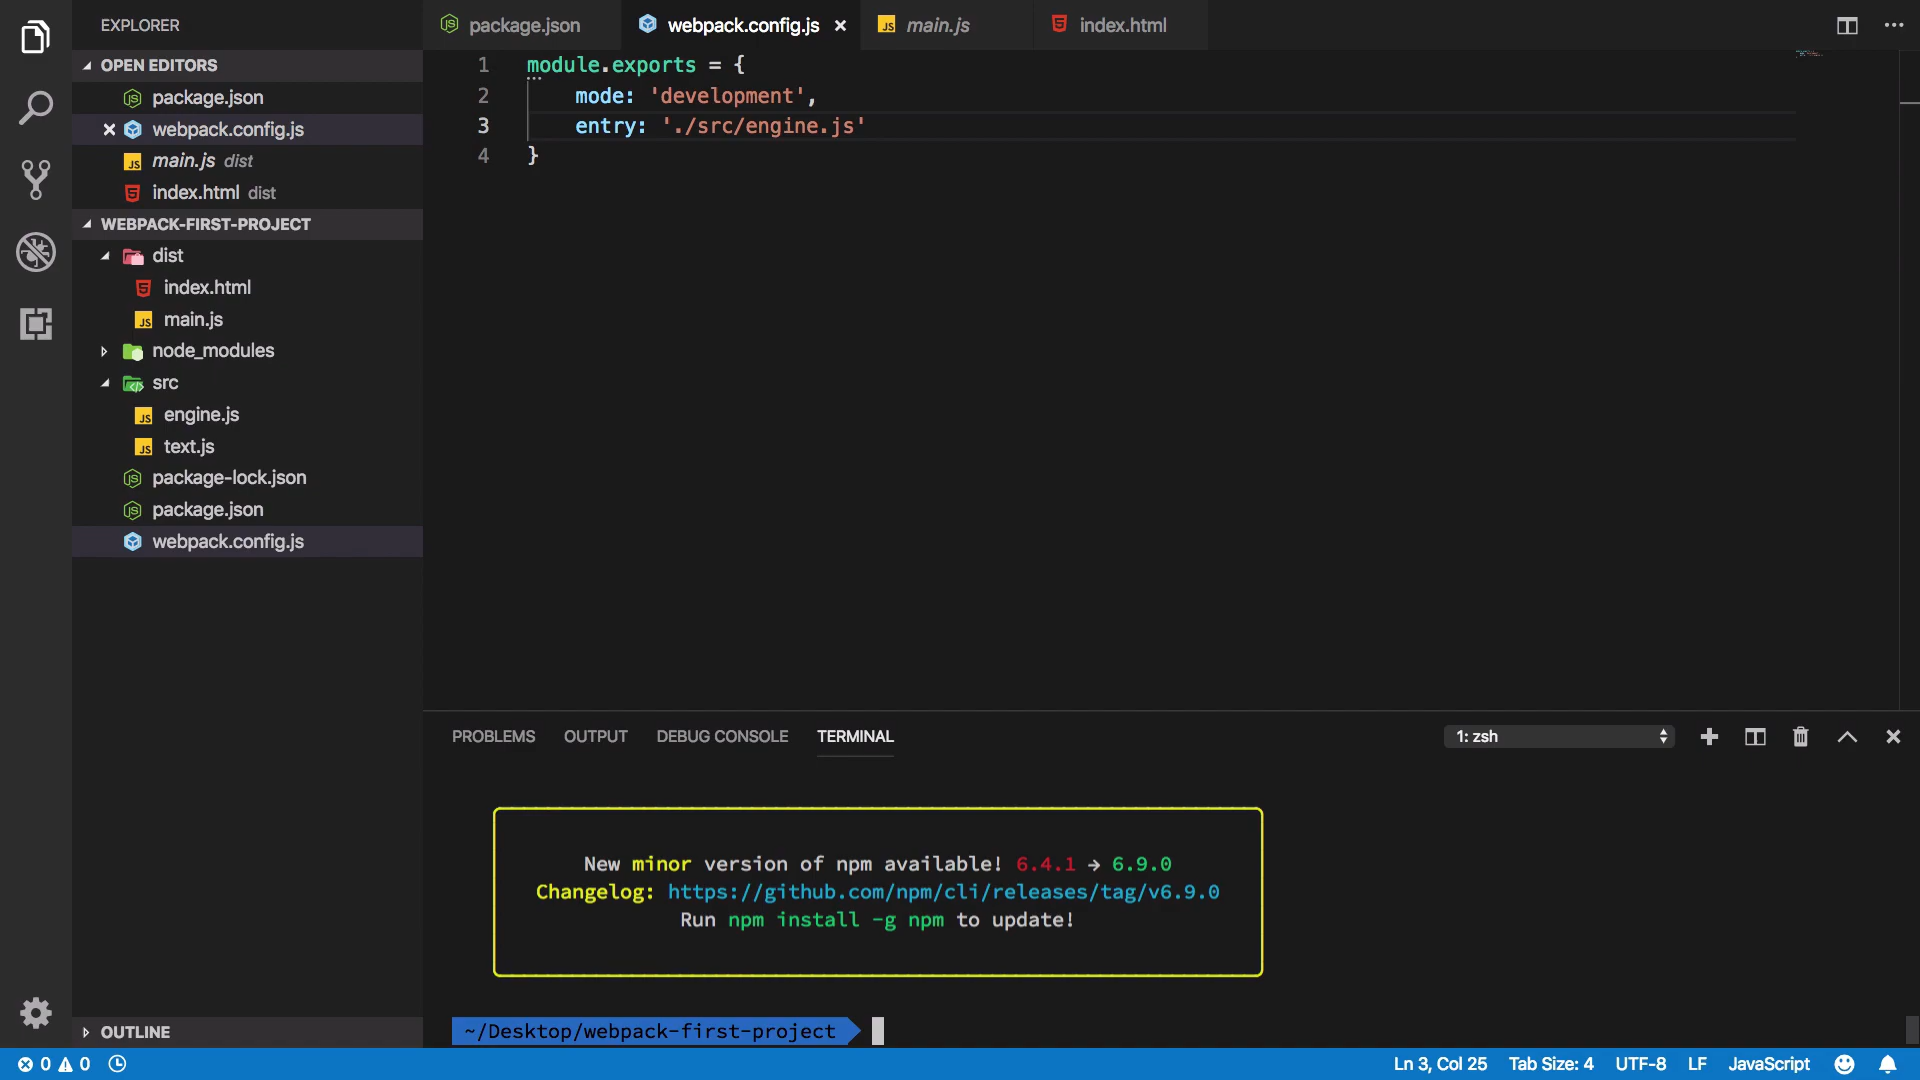 EXPLORER
OPEN EDITORS
package.json
webpack.config.js
main.js dist
index.html dist
WEBPACK-FIRST-PROJECT
dist
index.html
main.js
node_modules
src
engine.js
text.js
package-lock.json
package.json
webpack.config.js
OUTLINE
package.json
webpack.config.js
main.js
index.html
1 module.exports = {
2 mode: 'development',
3 entry: './src/engine.js'
4 }
PROBLEMS OUTPUT DEBUG CONSOLE TERMINAL
1: zsh
New minor version of npm available! 6.4.1 → 6.9.0
Changelog: https://github.com/npm/cli/releases/tag/v6.9.0
Run npm install -g npm to update!
~/Desktop/webpack-first-project
0 0
Ln 3, Col 25 Tab Size: 4 UTF-8 LF JavaScript